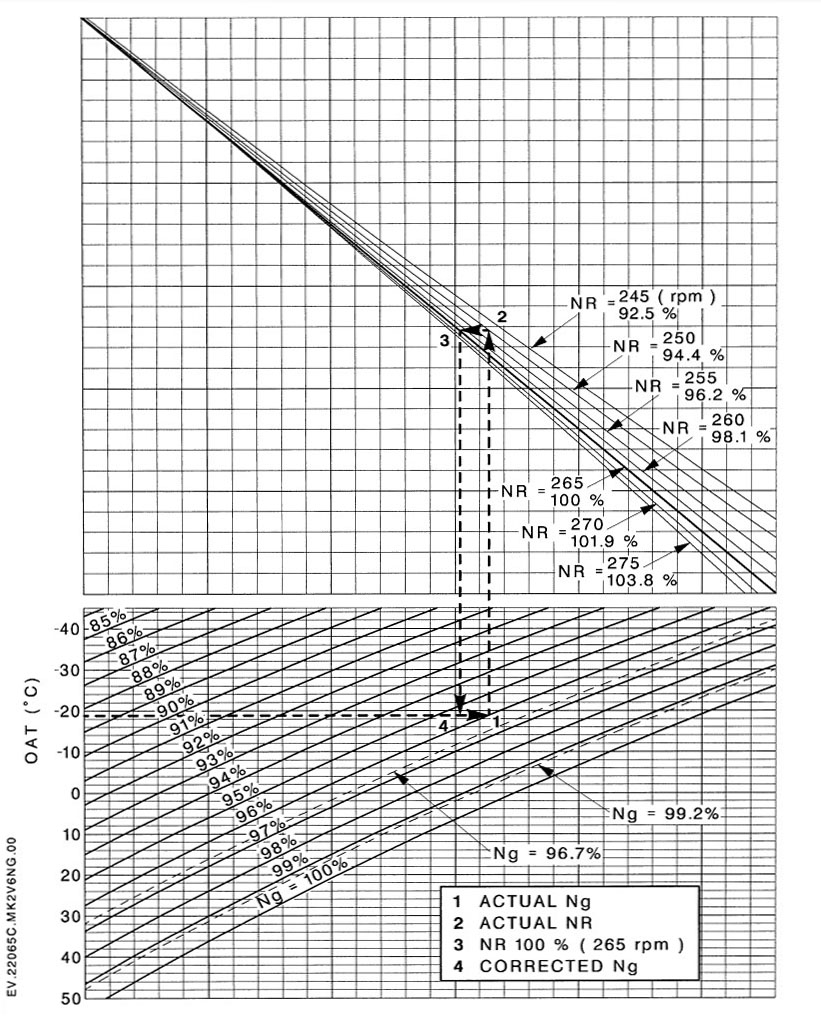 NR = 245 ( rpm )
92.5 %
2
3
NR = 250
94.4 %
NR = 255
96.2 %
NR = 260
98.1 %
NR = 265
100 %
NR = 270
101.9 %
NR = 275
103.8 %
85%
86%
87%
88%
89%
90%
91%
92%
93%
94%
95%
96%
97%
98%
99%
Ng = 100%
-40
-30
-20
-10
0
10
20
30
40
50
OAT (°C)
4
1
Ng = 99.2%
Ng = 96.7%
1 ACTUAL Ng
2 ACTUAL NR
3 NR 100 % ( 265 rpm )
4 CORRECTED Ng
EV.22065C.MK2V6NG.00